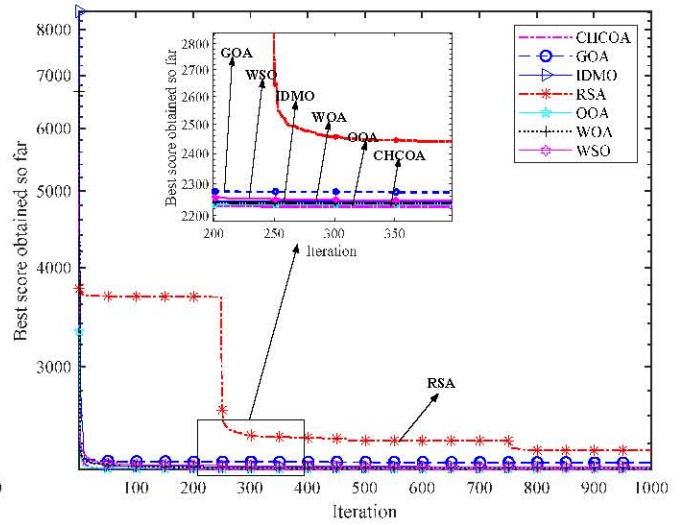 8000
7000
6000
5000
4000
3000
Best score obtained so far
2800
2700
2600
2500
2400
2300
2200
Best score obtained so far
GOA
WSO
IDMO
WOA
OOA
CHCOA
200 250 300 350
Iteration
CHCOA
GOA
IDMO
RSA
OOA
WOA
WSO
RSA
0
100 200 300 400 500 600 700 800 900 1000
Iteration